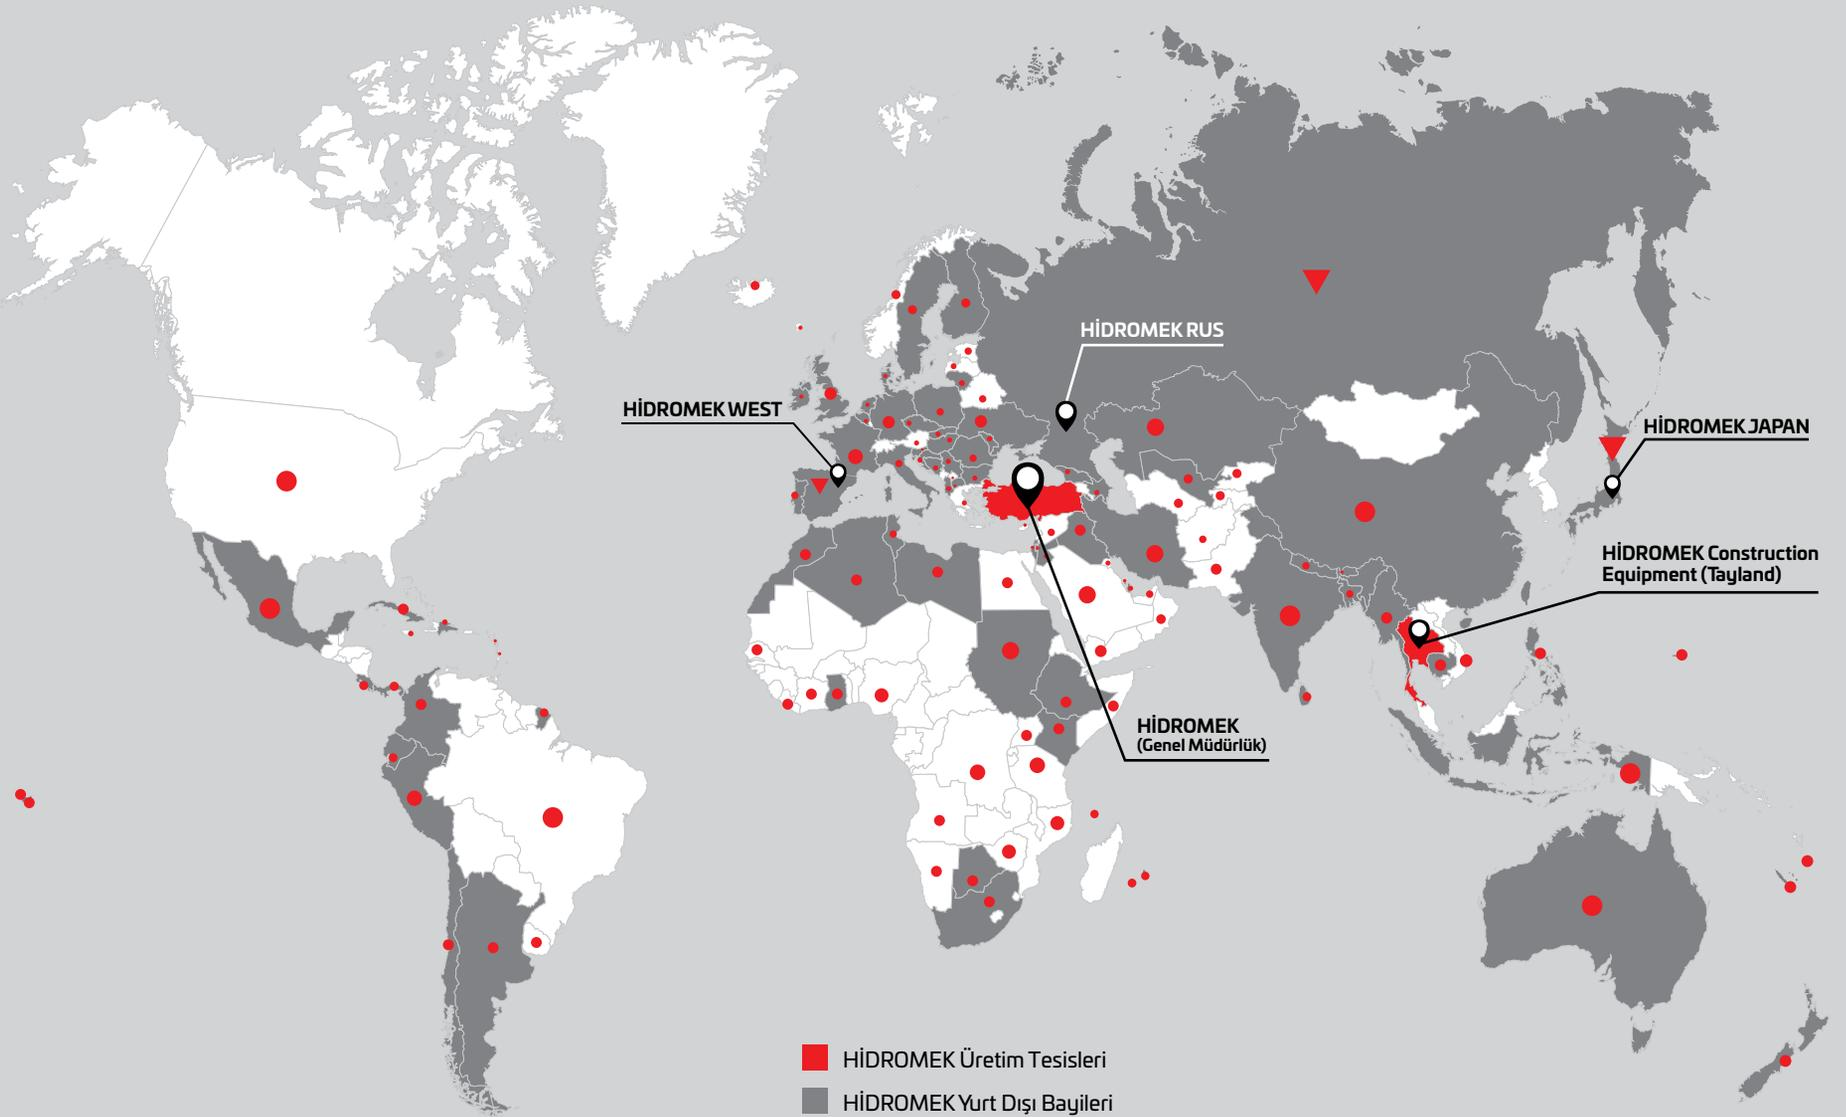 HİDROMEK RUS
HİDROMEK WEST
HİDROMEK JAPAN
HİDROMEK Construction
Equipment (Tayland)
HİDROMEK
(Genel Müdürlük)
HİDROMEK Üretim Tesisleri
HİDROMEK Yurt Dışı Bayileri